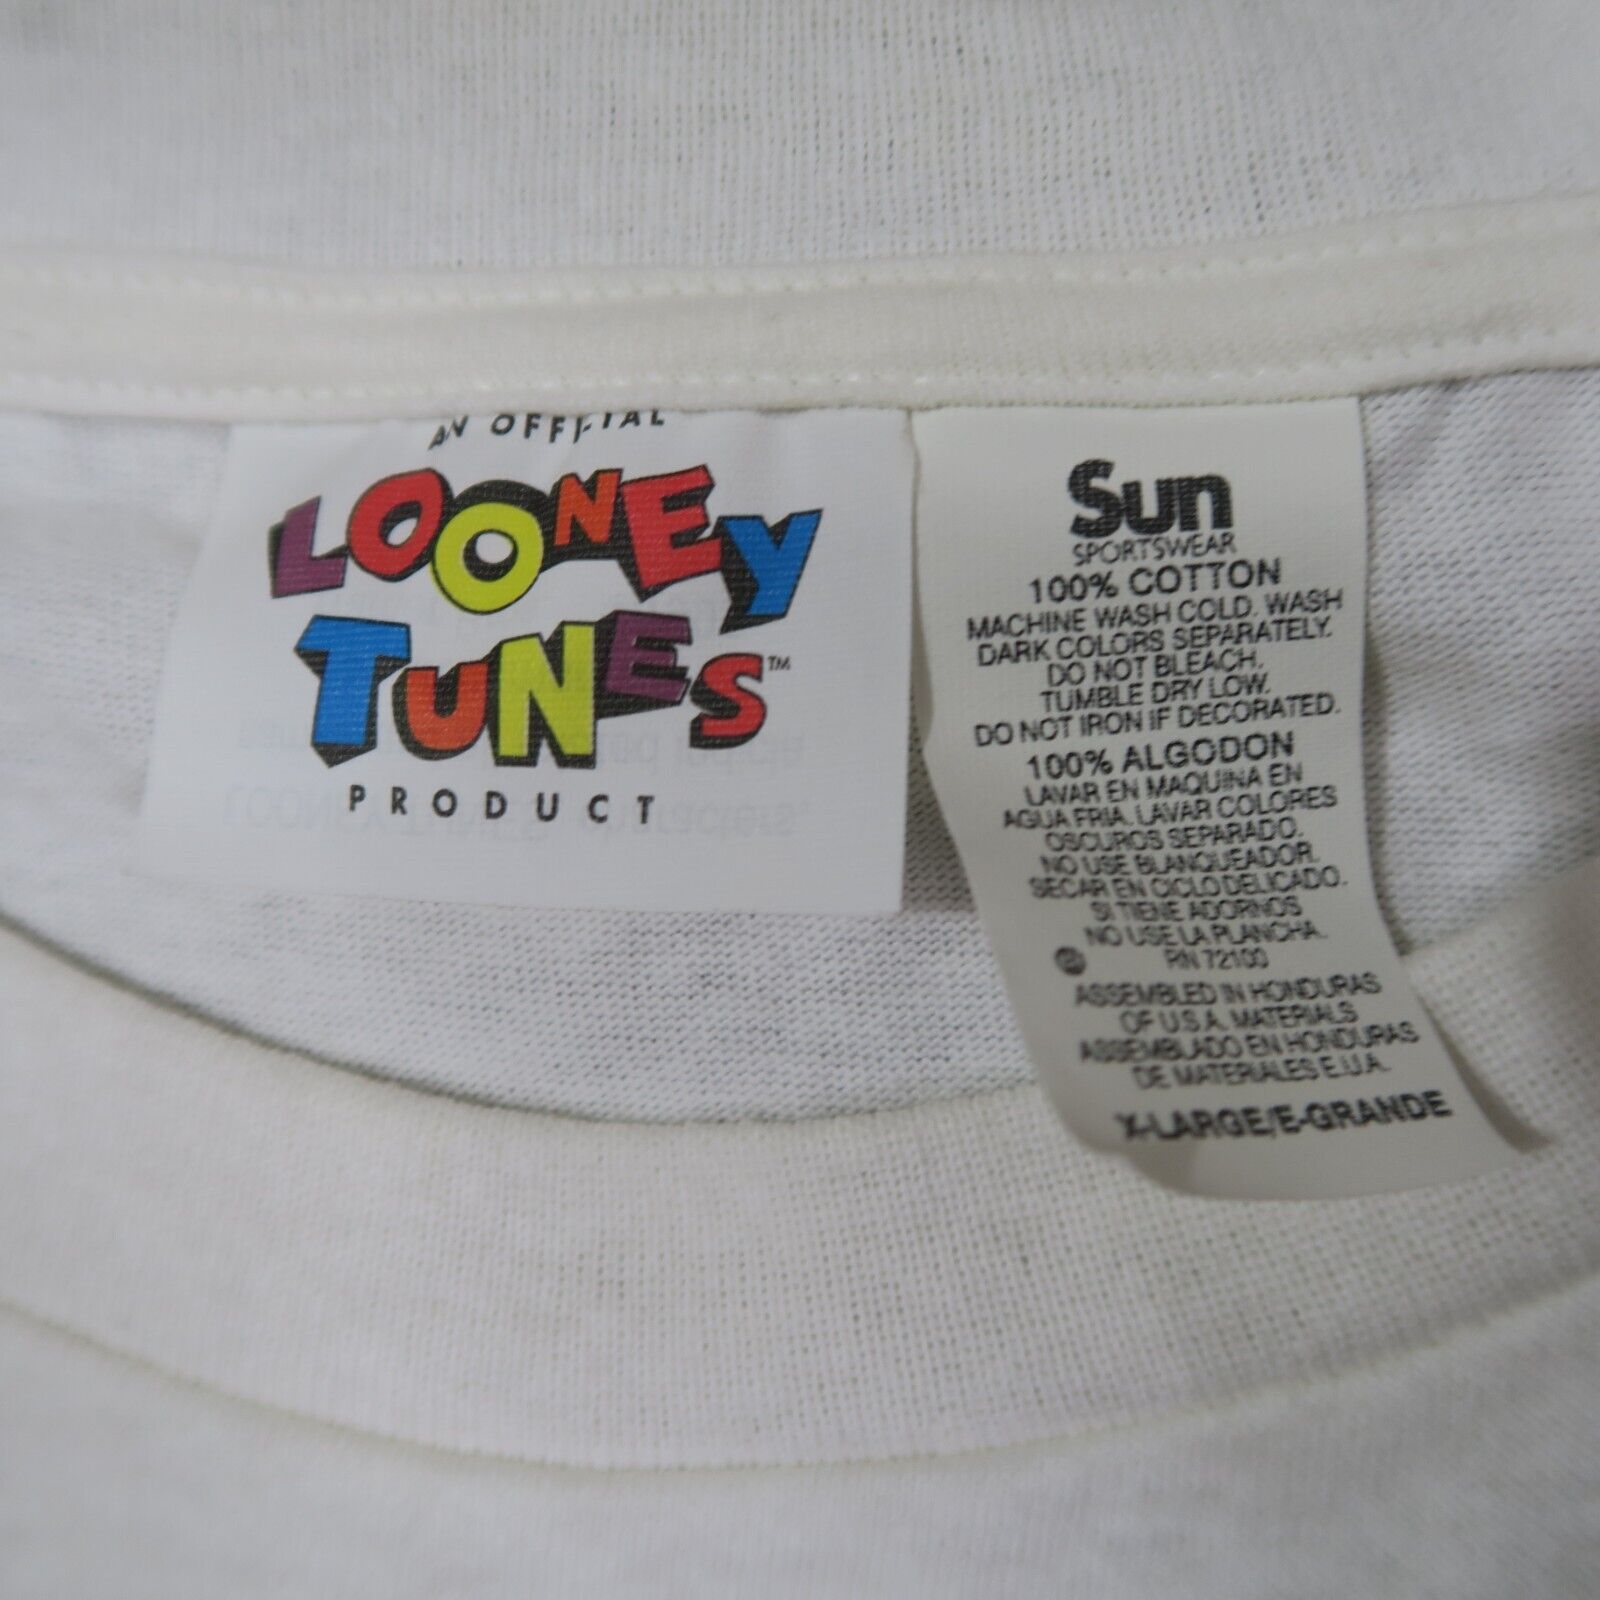 AN OFFICIAL
LOONEY
TUNES™
PRODUCT
Sun
SPORTSWEAR
100% COTTON
MACHINE WASH COLD. WASH
DARK COLORS SEPARATELY.
DO NOT BLEACH.
TUMBLE DRY LOW.
DO NOT IRON IF DECORATED.
100% ALGODON
LAVAR EN MAQUINA EN
AGUA FRIA. LAVAR COLORES
OSCUROS SEPARADO.
NO USE BLANQUEADOR.
SECAR EN CICLO DELICADO.
SI TIENE ADORNOS
NO USE LA PLANCHA.
RN 72100
ASSEMBLED IN HONDURAS
OF U.S.A. MATERIALS
ASSEMBLADO EN HONDURAS
DE MATERIALES E.U.A.
X-LARGE/E-GRANDE